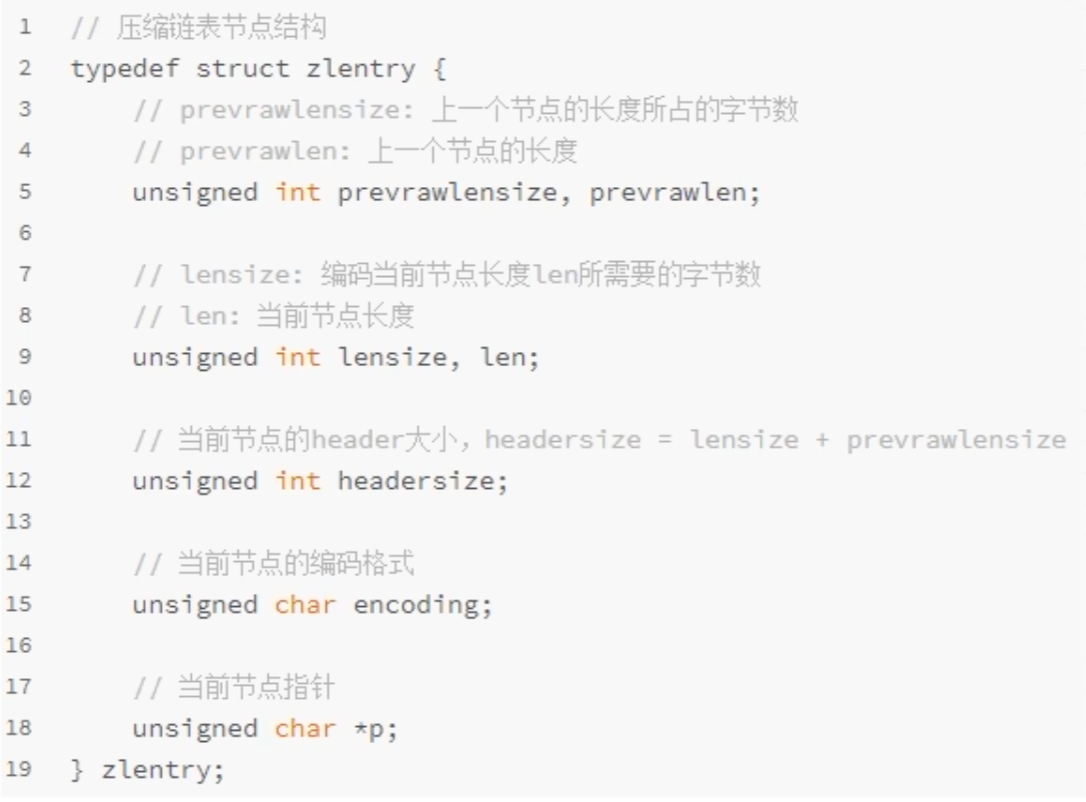 1 // 压缩链表节点结构
2 typedef struct zlentry {
3     // prevrawlensize: 上一个节点的长度所占的字节数
4     // prevrawlen: 上一个节点的长度
5     unsigned int prevrawlensize, prevrawlen;
6
7     // lensize: 编码当前节点长度len所需要的字节数
8     // len: 当前节点长度
9     unsigned int lensize, len;
10
11     // 当前节点的header大小，headersize = lensize + prevrawlensize
12     unsigned int headersize;
13
14     // 当前节点的编码格式
15     unsigned char encoding;
16
17     // 当前节点指针
18     unsigned char *p;
19 } zlentry;